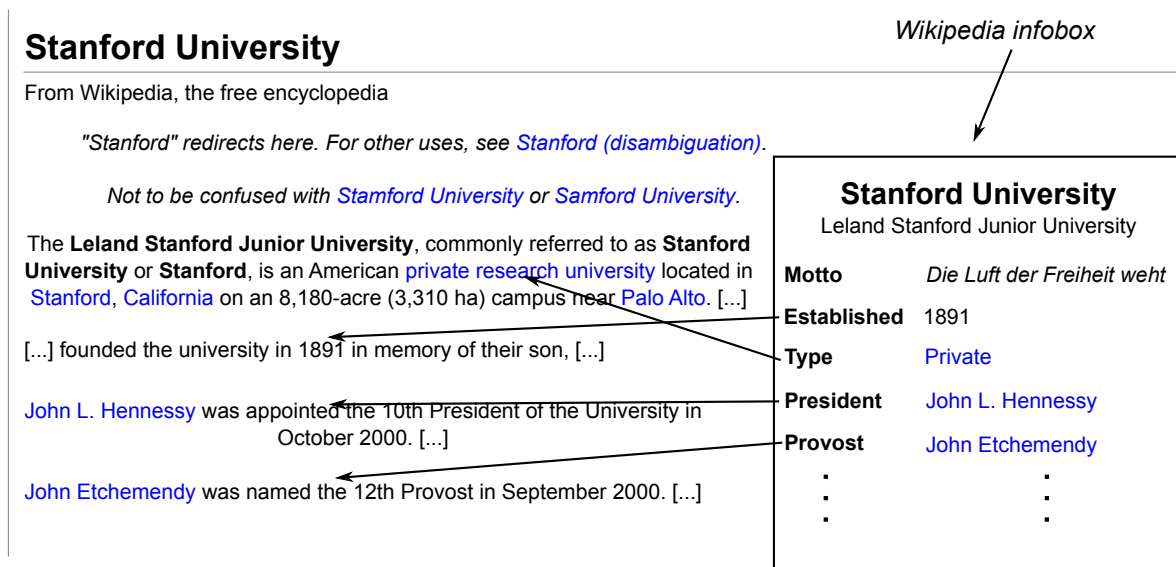 Wikipedia infobox
Stanford University
From Wikipedia, the free encyclopedia
"Stanford" redirects here. For other uses, see Stanford (disambiguation).
Not to be confused with Stamford University or Samford University.
The Leland Stanford Junior University, commonly referred to as Stanford
University or Stanford, is an American private research university located in
Stanford, California on an 8,180-acre (3,310 ha) campus near Palo Alto. [...]
[...] founded the university in 1891 in memory of their son, [...]
John L. Hennessy was appointed the 10th President of the University in
October 2000. [...]
John Etchemendy was named the 12th Provost in September 2000. [...]
Stanford University
Leland Stanford Junior University
Motto Die Luft der Freiheit weht
Established 1891
Type Private
President John L. Hennessy
Provost John Etchemendy